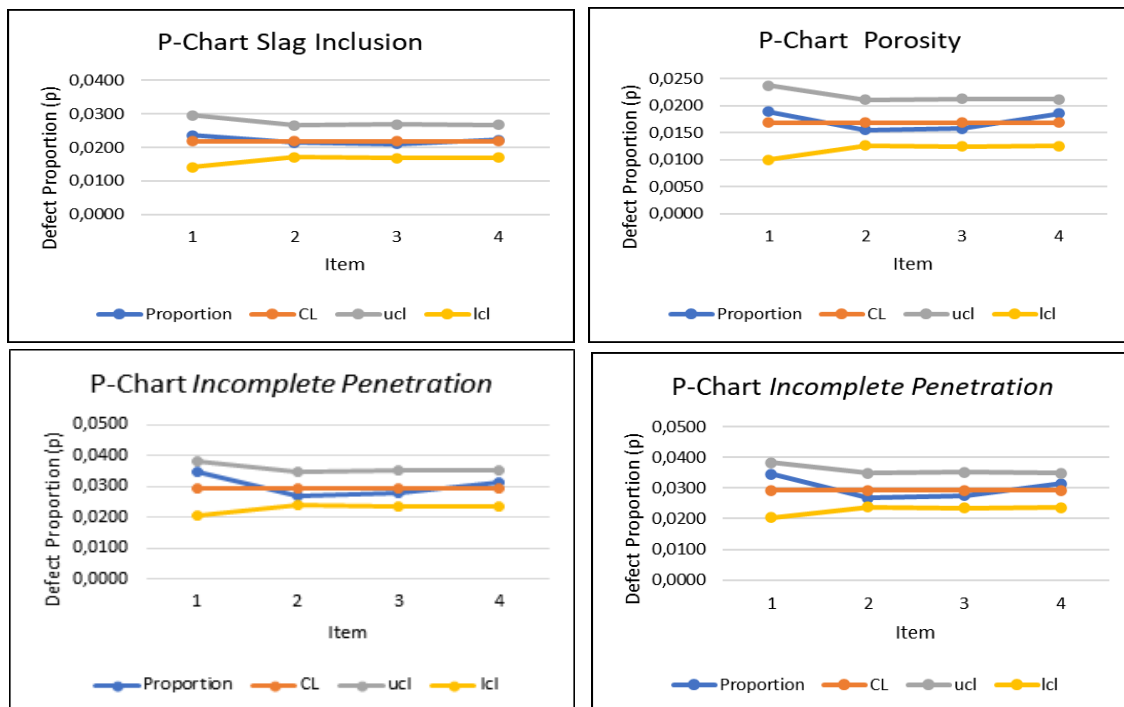 P-Chart Slag Inclusion
Defect Proportion (p)
0,0400
0,0300
0,0200
0,0100
0,0000
1 2 3 4
Item
Proportion CL ucl lcl
P-Chart Porosity
Defect Proportion (p)
0,0250
0,0200
0,0150
0,0100
0,0050
0,0000
1 2 3 4
Item
Proportion CL ucl lcl
P-Chart Incomplete Penetration
Defect Proportion (p)
0,0500
0,0400
0,0300
0,0200
0,0100
0,0000
1 2 3 4
Item
Proportion CL ucl lcl
P-Chart Incomplete Penetration
Defect Proportion (p)
0,0500
0,0400
0,0300
0,0200
0,0100
0,0000
1 2 3 4
Item
Proportion CL ucl lcl